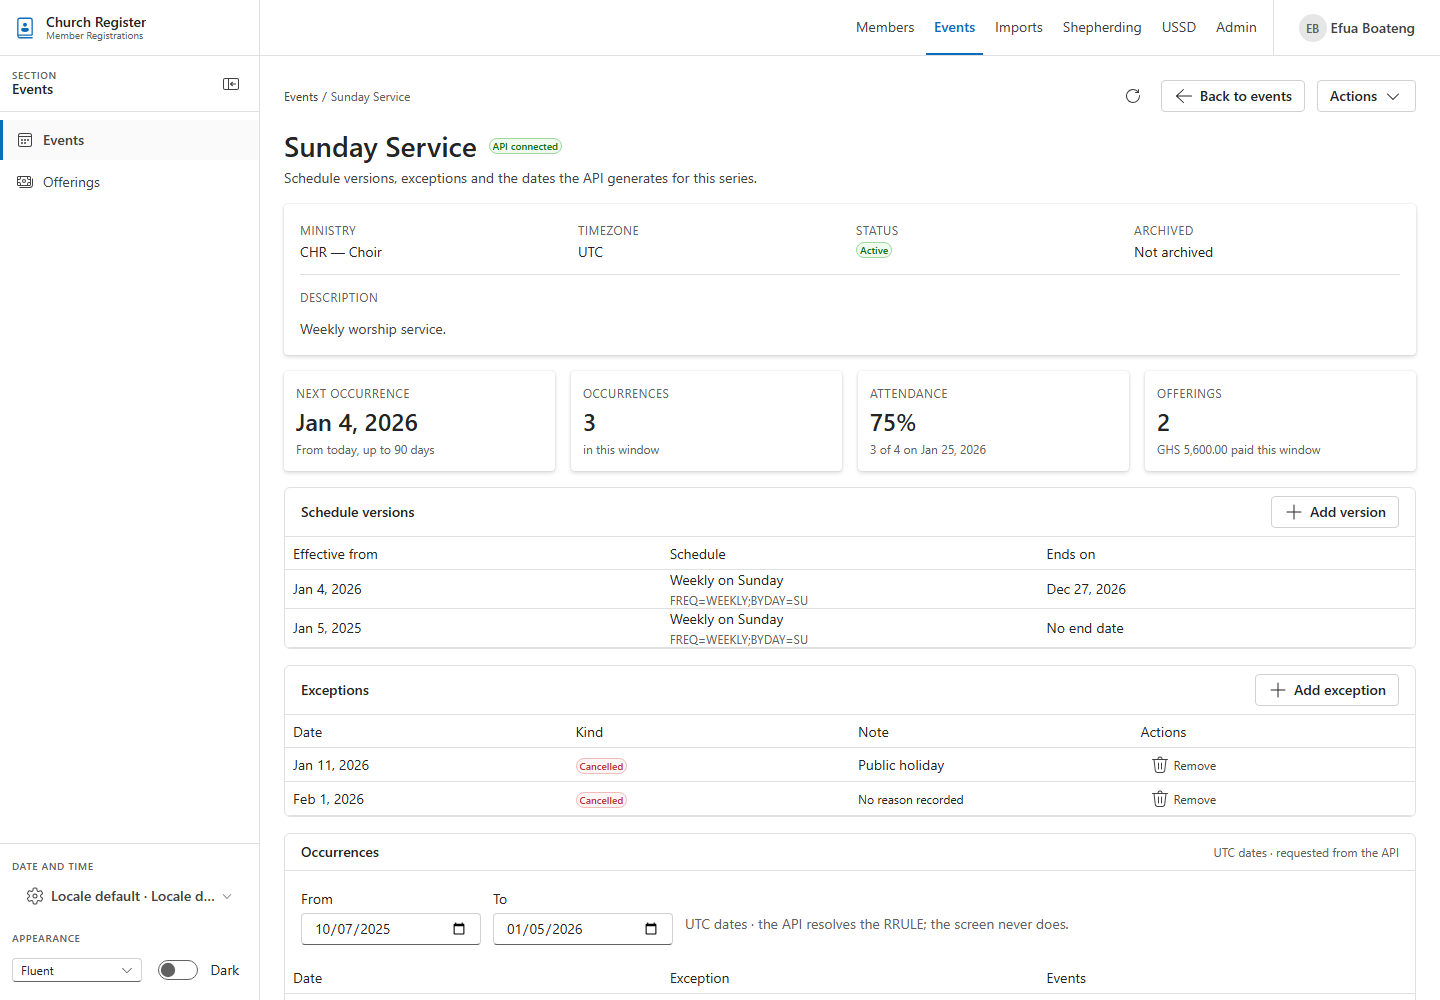 Church Register
Member Registrations
Members
Events
Imports
Shepherding
USSD
Admin
EB
Efua Boateng
SECTION
Events
Events
Offerings
Events / Sunday Service
Back to events
Actions
Sunday Service
API connected
Schedule versions, exceptions and the dates the API generates for this series.
MINISTRY
CHR — Choir
TIMEZONE
UTC
STATUS
Active
ARCHIVED
Not archived
DESCRIPTION
Weekly worship service.
NEXT OCCURRENCE
Jan 4, 2026
From today, up to 90 days
OCCURRENCES
3
in this window
ATTENDANCE
75%
3 of 4 on Jan 25, 2026
OFFERINGS
2
GHS 5,600.00 paid this window
Schedule versions
Add version
Effective from
Schedule
Ends on
Jan 4, 2026
Weekly on Sunday
FREQ=WEEKLY;BYDAY=SU
Dec 27, 2026
Jan 5, 2025
Weekly on Sunday
FREQ=WEEKLY;BYDAY=SU
No end date
Exceptions
Add exception
Date
Kind
Note
Actions
Jan 11, 2026
Cancelled
Public holiday
Remove
Feb 1, 2026
Cancelled
No reason recorded
Remove
Occurrences
UTC dates · requested from the API
From
To
10/07/2025
01/05/2026
UTC dates · the API resolves the RRULE; the screen never does.
Date
Exception
Events
DATE AND TIME
Locale default · Locale d...
APPEARANCE
Fluent
Dark